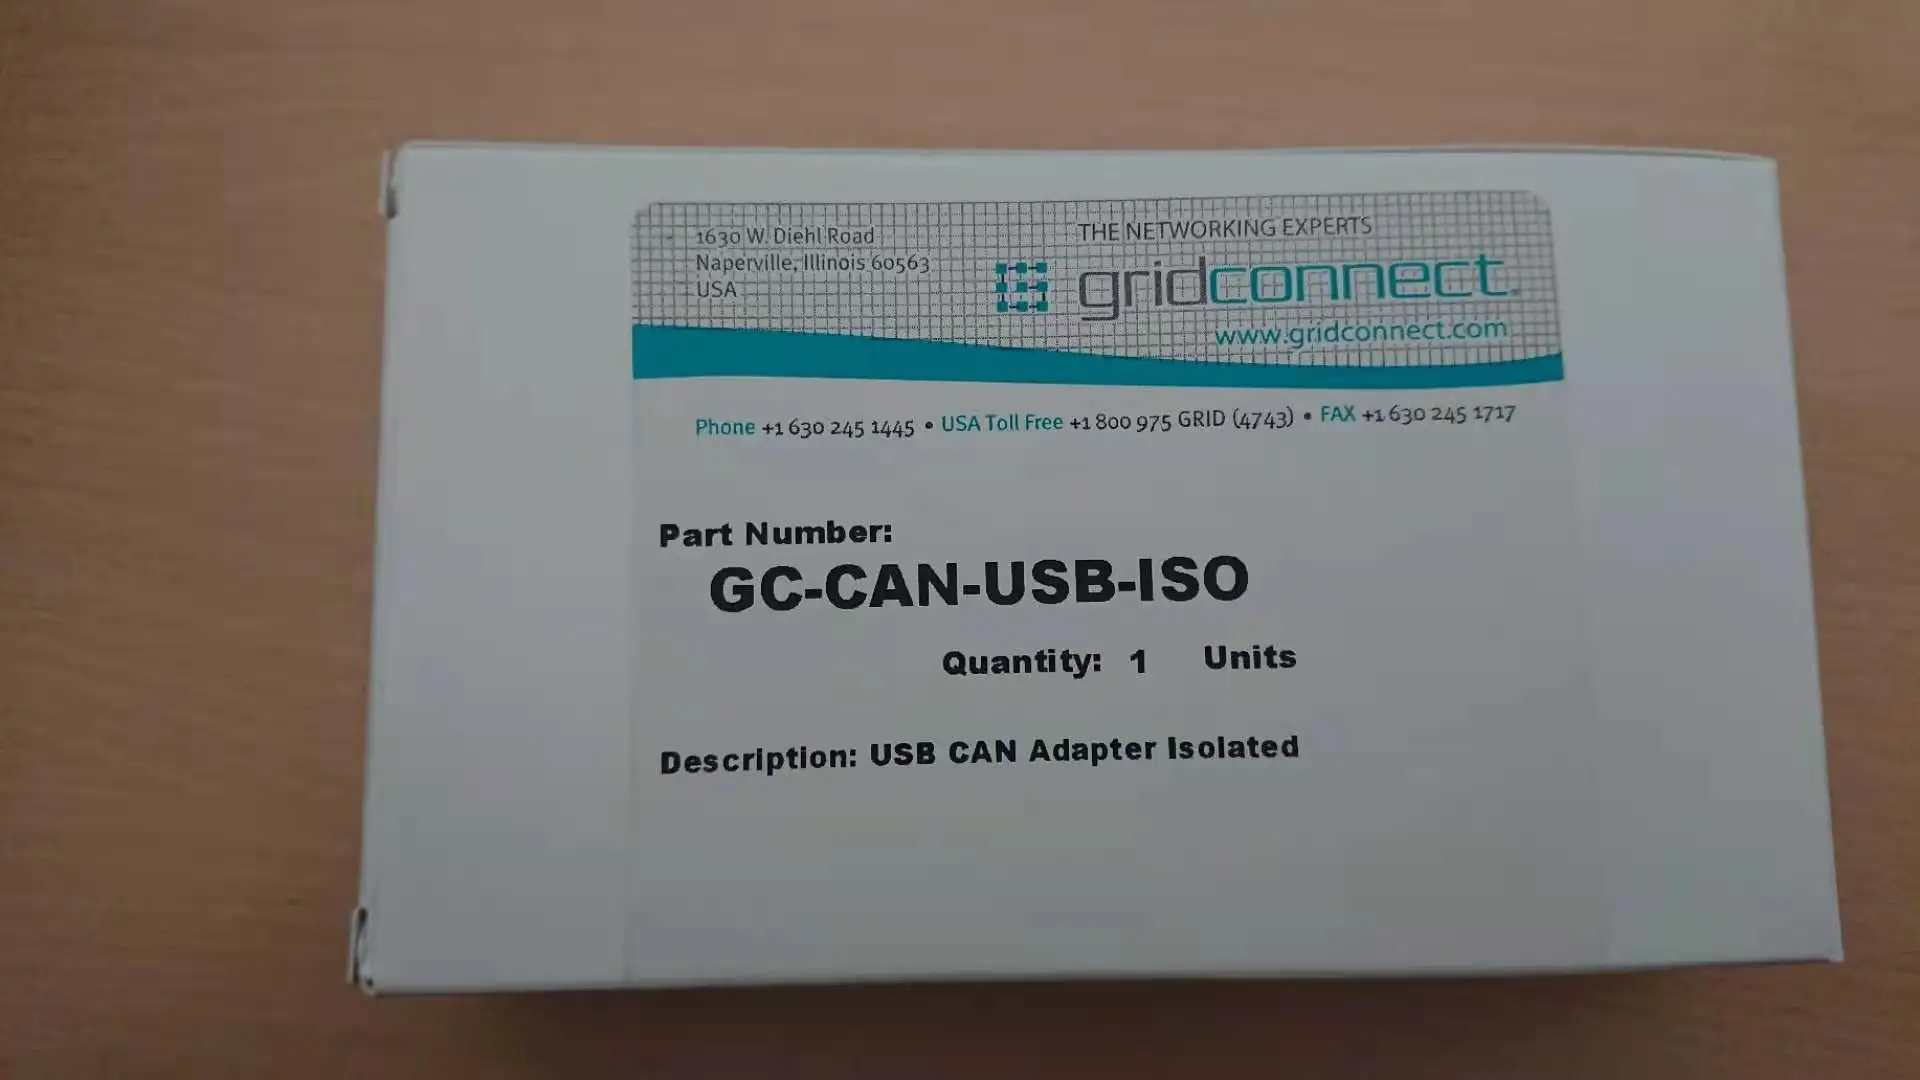 1630 W. Diehl Road
Naperville, Illinois 60563
USA
THE NETWORKING EXPERTS
gridconnect.
www.gridconnect.com
Phone +1 630 245 1445 • USA Toll Free +1 800 975 GRID (4743) • FAX +1 630 245 1717
Part Number:
GC-CAN-USB-ISO
Quantity: 1 Units
Description: USB CAN Adapter Isolated